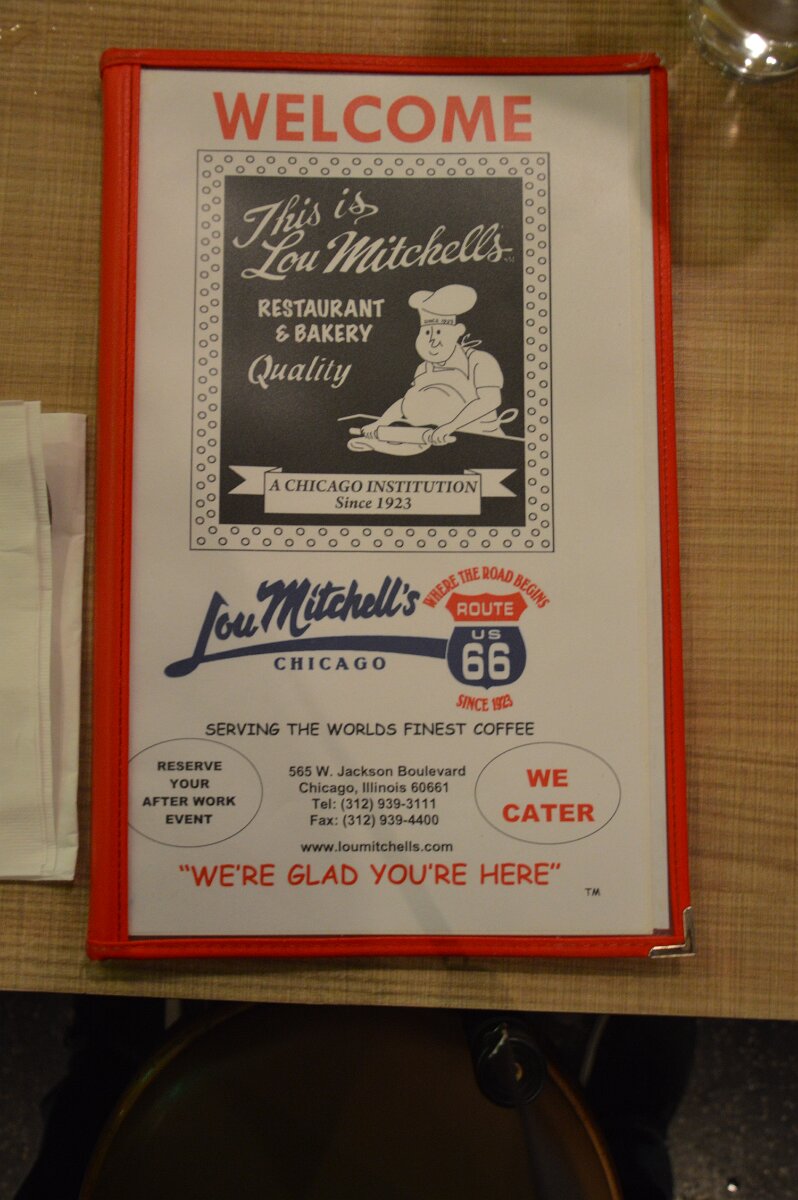 WELCOME
This is
Lou Mitchell's
RESTAURANT
& BAKERY
Quality
SINCE 1923
A CHICAGO INSTITUTION
Since 1923
Lou Mitchell's
CHICAGO
WHERE THE ROAD BEGINS
ROUTE
US
66
SINCE 1923
SERVING THE WORLDS FINEST COFFEE
RESERVE
YOUR
AFTER WORK
EVENT
565 W. Jackson Boulevard
Chicago, Illinois 60661
Tel: (312) 939-3111
Fax: (312) 939-4400
www.loumitchells.com
WE
CATER
“WE'RE GLAD YOU'RE HERE”
TM